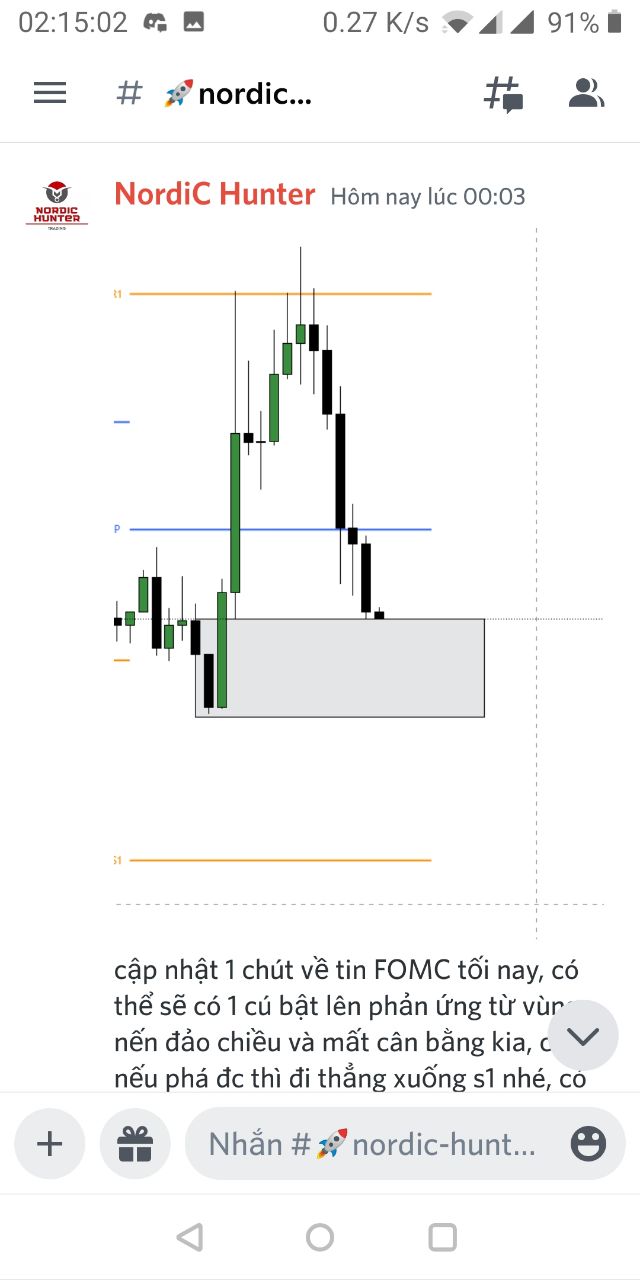 02:15:02 0.27 K/s 91%
# 🚀nordic...
NORDIC
HUNTER
TRADING
NordiC Hunter Hôm nay lúc 00:03
R1
P
S1
cập nhật 1 chút về tin FOMC tối nay, có
thể sẽ có 1 cú bật lên phản ứng từ
nến đảo chiều và mất cân bằng kia,
nếu phá đc thì đi thẳng xuống s1 nhé, có
Nhắn #🚀nordic-hunt...